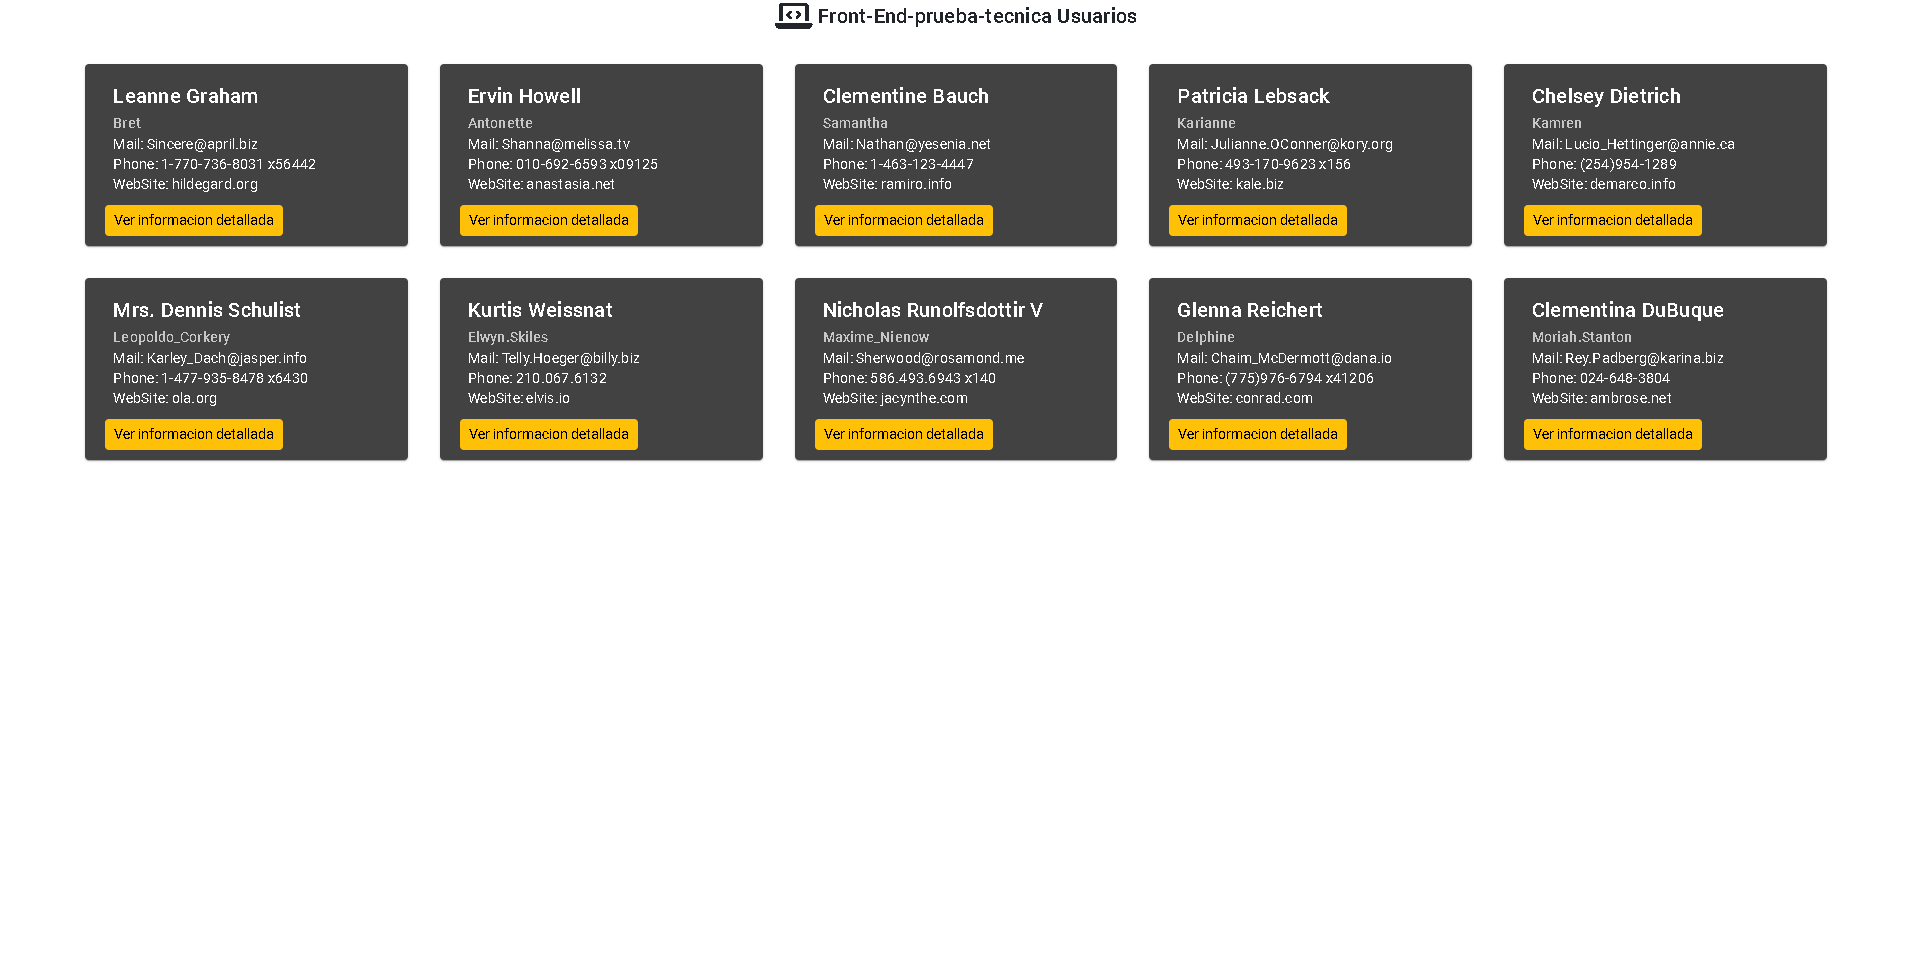 Front-End-prueba-tecnica Usuarios
Leanne Graham
Bret
Mail: Sincere@april.biz
Phone: 1-770-736-8031 x56442
WebSite: hildegard.org
Ver informacion detallada
Ervin Howell
Antonette
Mail: Shanna@melissa.tv
Phone: 010-692-6593 x09125
WebSite: anastasia.net
Ver informacion detallada
Clementine Bauch
Samantha
Mail: Nathan@yesenia.net
Phone: 1-463-123-4447
WebSite: ramiro.info
Ver informacion detallada
Patricia Lebsack
Karianne
Mail: Julianne.OConner@kory.org
Phone: 493-170-9623 x156
WebSite: kale.biz
Ver informacion detallada
Chelsey Dietrich
Kamren
Mail: Lucio_Hettinger@annie.ca
Phone: (254)954-1289
WebSite: demarco.info
Ver informacion detallada
Mrs. Dennis Schulist
Leopoldo_Corkery
Mail: Karley_Dach@jasper.info
Phone: 1-477-935-8478 x6430
WebSite: ola.org
Ver informacion detallada
Kurtis Weissnat
Elwyn.Skiles
Mail: Telly.Hoeger@billy.biz
Phone: 210.067.6132
WebSite: elvis.io
Ver informacion detallada
Nicholas Runolfsdottir V
Maxime_Nienow
Mail: Sherwood@rosamond.me
Phone: 586.493.6943 x140
WebSite: jacynthe.com
Ver informacion detallada
Glenna Reichert
Delphine
Mail: Chaim_McDermott@dana.io
Phone: (775)976-6794 x41206
WebSite: conrad.com
Ver informacion detallada
Clementina DuBuque
Moriah.Stanton
Mail: Rey.Padberg@karina.biz
Phone: 024-648-3804
WebSite: ambrose.net
Ver informacion detallada